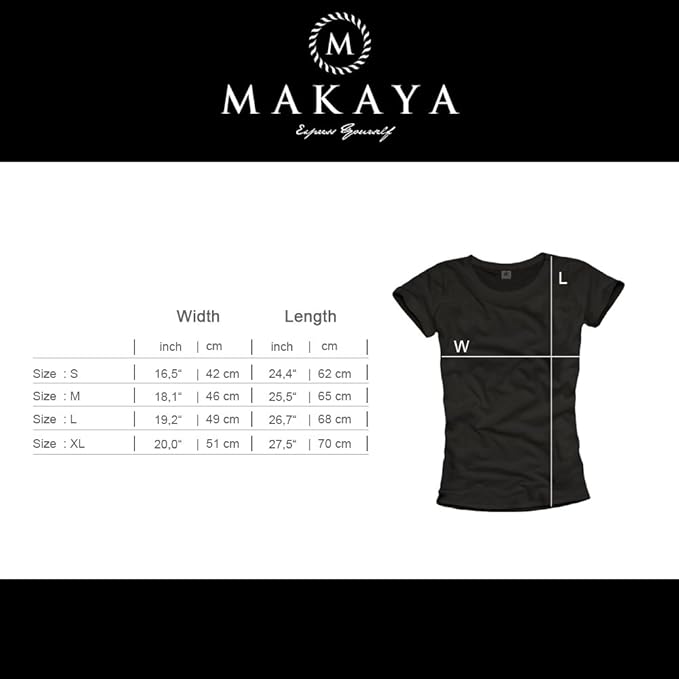 M
MAKAYA
Express Yourself
Width Length
inch | cm | inch | cm
Size : S | 16,5“ | 42 cm | 24,4“ | 62 cm
Size : M | 18,1“ | 46 cm | 25,5“ | 65 cm
Size : L | 19,2“ | 49 cm | 26,7“ | 68 cm
Size : XL | 20,0“ | 51 cm | 27,5“ | 70 cm
L
W